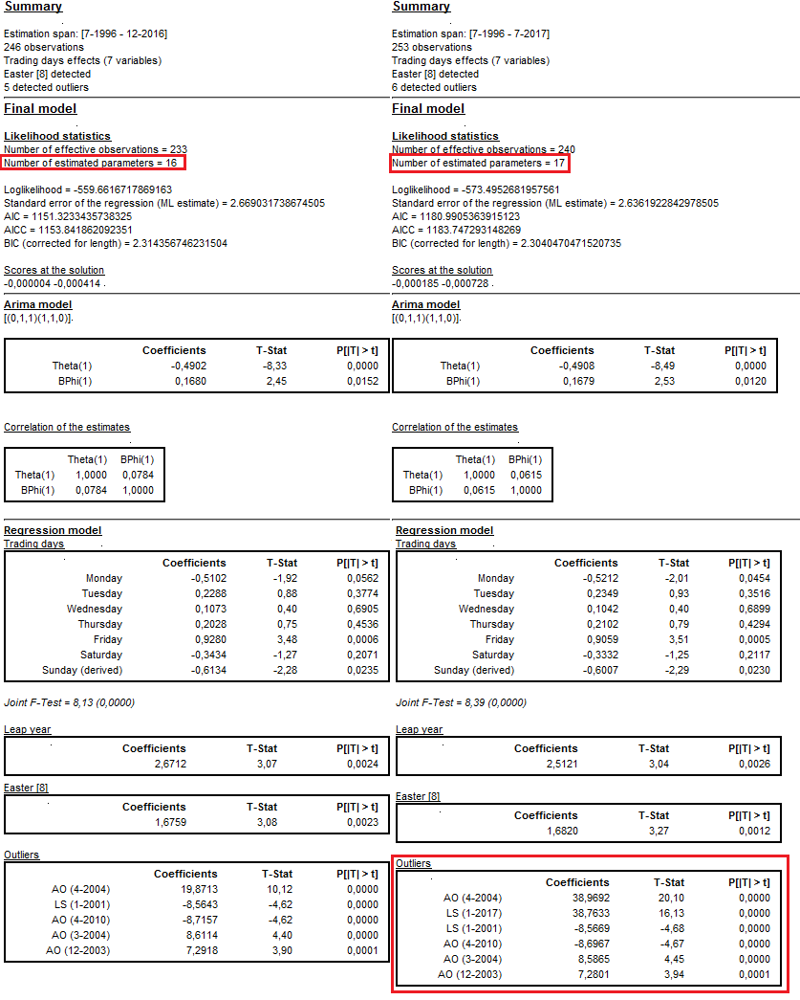 Summary
Estimation span: [7-1996 - 12-2016]
246 observations
Trading days effects (7 variables)
Easter [8] detected
5 detected outliers
Final model
Likelihood statistics
Number of effective observations = 233
Number of estimated parameters = 16
Loglikelihood = -559.6616717869163
Standard error of the regression (ML estimate) = 2.669031738674505
AIC = 1151.3233435738325
AICC = 1153.841862092351
BIC (corrected for length) = 2.314356746231504
Scores at the solution
-0,000004 -0,000414
Arima model
[(0,1,1)(1,1,0)]
Coefficients T-Stat P[|T| > t]
Theta(1) -0,4902 -8,33 0,0000
BPhi(1) 0,1680 2,45 0,0152
Correlation of the estimates
Theta(1) BPhi(1)
Theta(1) 1,0000 0,0784
BPhi(1) 0,0784 1,0000
Regression model
Trading days
Coefficients T-Stat P[|T| > t]
Monday -0,5102 -1,92 0,0562
Tuesday 0,2288 0,88 0,3774
Wednesday 0,1073 0,40 0,6905
Thursday 0,2028 0,75 0,4536
Friday 0,9280 3,48 0,0006
Saturday -0,3434 -1,27 0,2071
Sunday (derived) -0,6134 -2,28 0,0235
Joint F-Test = 8,13 (0,0000)
Leap year
Coefficients T-Stat P[|T| > t]
2,6712 3,07 0,0024
Easter [8]
Coefficients T-Stat P[|T| > t]
1,6759 3,08 0,0023
Outliers
Coefficients T-Stat P[|T| > t]
AO (4-2004) 19,8713 10,12 0,0000
LS (1-2001) -8,5643 -4,62 0,0000
AO (4-2010) -8,7157 -4,62 0,0000
AO (3-2004) 8,6114 4,40 0,0000
AO (12-2003) 7,2918 3,90 0,0001
Summary
Estimation span: [7-1996 - 7-2017]
253 observations
Trading days effects (7 variables)
Easter [8] detected
6 detected outliers
Final model
Likelihood statistics
Number of effective observations = 240
Number of estimated parameters = 17
Loglikelihood = -573.4952681957561
Standard error of the regression (ML estimate) = 2.6361922842978505
AIC = 1180.9905363915123
AICC = 1183.747293148269
BIC (corrected for length) = 2.3040470471520735
Scores at the solution
-0,000185 -0,000728
Arima model
[(0,1,1)(1,1,0)]
Coefficients T-Stat P[|T| > t]
Theta(1) -0,4908 -8,49 0,0000
BPhi(1) 0,1679 2,53 0,0120
Correlation of the estimates
Theta(1) BPhi(1)
Theta(1) 1,0000 0,0615
BPhi(1) 0,0615 1,0000
Regression model
Trading days
Coefficients T-Stat P[|T| > t]
Monday -0,5212 -2,01 0,0454
Tuesday 0,2349 0,93 0,3516
Wednesday 0,1042 0,40 0,6899
Thursday 0,2102 0,79 0,4294
Friday 0,9059 3,51 0,0005
Saturday -0,3332 -1,25 0,2117
Sunday (derived) -0,6007 -2,29 0,0230
Joint F-Test = 8,39 (0,0000)
Leap year
Coefficients T-Stat P[|T| > t]
2,5121 3,04 0,0026
Easter [8]
Coefficients T-Stat P[|T| > t]
1,6820 3,27 0,0012
Outliers
Coefficients T-Stat P[|T| > t]
AO (4-2004) 38,9692 20,10 0,0000
LS (1-2017) 38,7633 16,13 0,0000
LS (1-2001) -8,5669 -4,68 0,0000
AO (4-2010) -8,6967 -4,67 0,0000
AO (3-2004) 8,5865 4,45 0,0000
AO (12-2003) 7,2801 3,94 0,0001